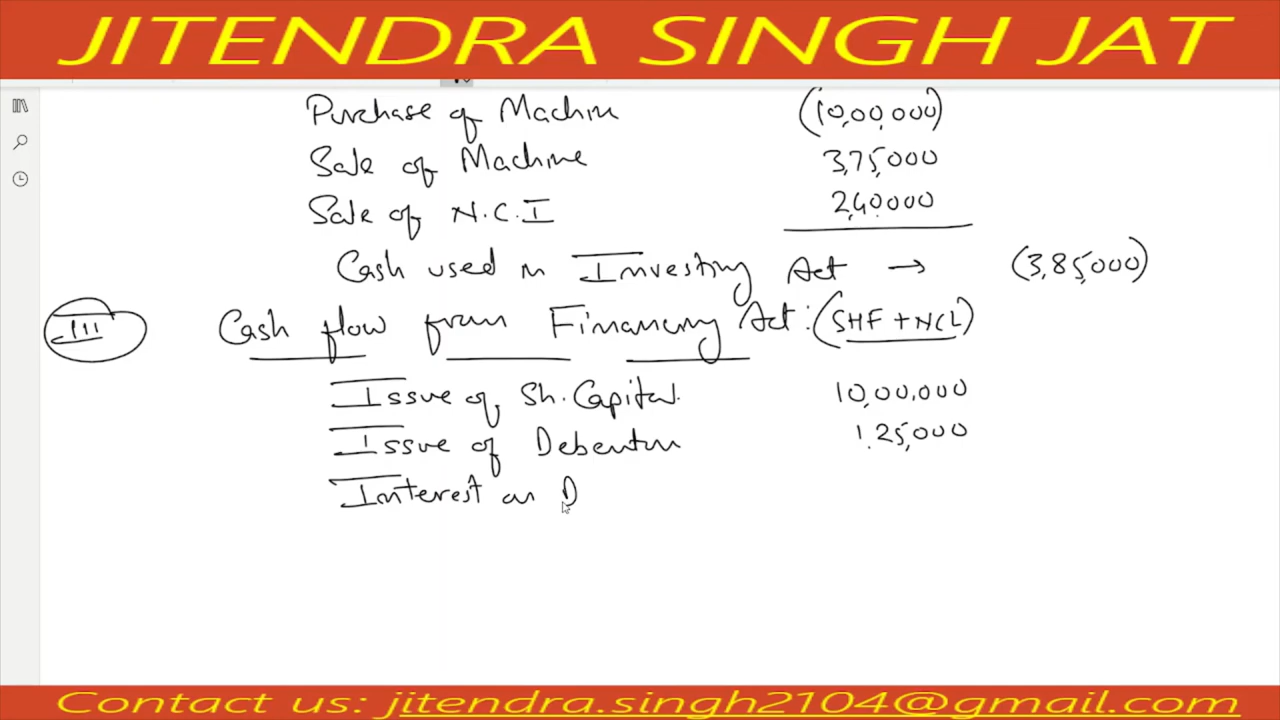 JITENDRA SINGH JAT
Purchase of Machine (10,00,000)
Sale of Machine 3,75,000
Sale of N.C.I 2,40,000
Cash used in Investing Act → (3,85,000)
III Cash flow from Financing Act: (SHF + NCL)
Issue of Sh. Capital. 10,00,000
Issue of Debenture 1,25,000
Interest on D
Contact us: jitendra.singh2104@gmail.com